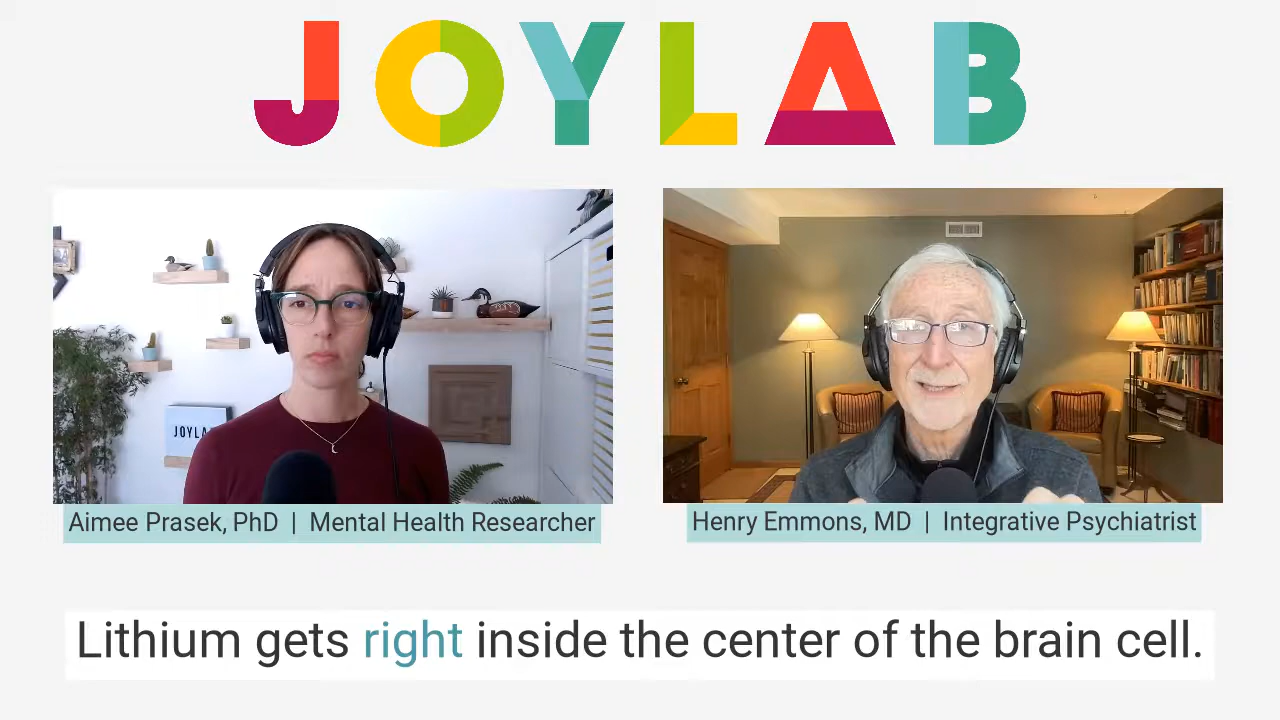 JOYLAB
JOYLA
Aimee Prasek, PhD | Mental Health Researcher
Henry Emmons, MD | Integrative Psychiatrist
Lithium gets right inside the center of the brain cell.